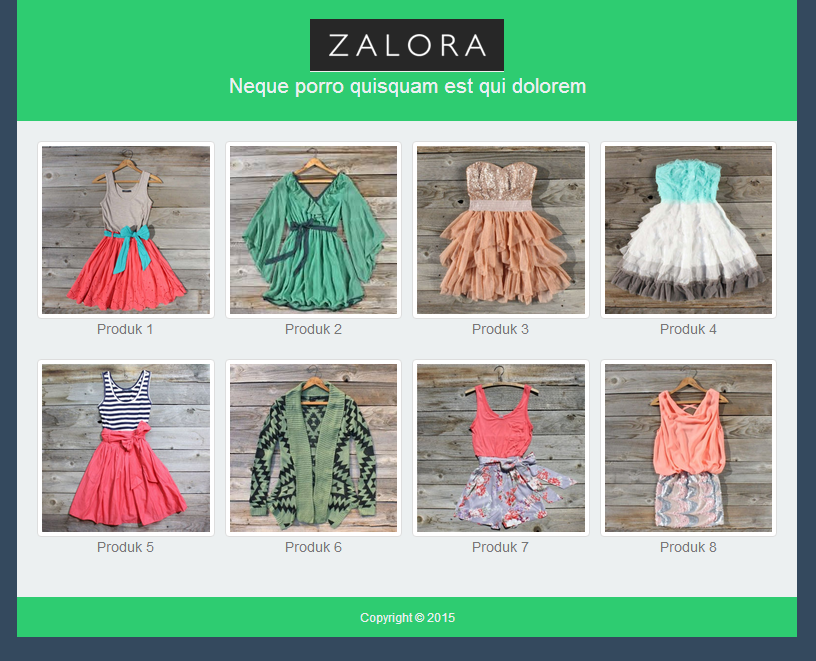 ZALORA
Neque porro quisquam est qui dolorem
Produk 1
Produk 2
Produk 3
Produk 4
Produk 5
Produk 6
Produk 7
Produk 8
Copyright © 2015